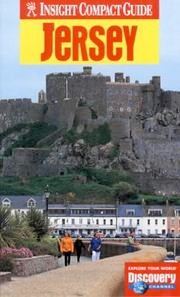 INSIGHT COMPACT GUIDE
JERSEY
EXPLORE YOUR WORLD
Discovery
CHANNEL